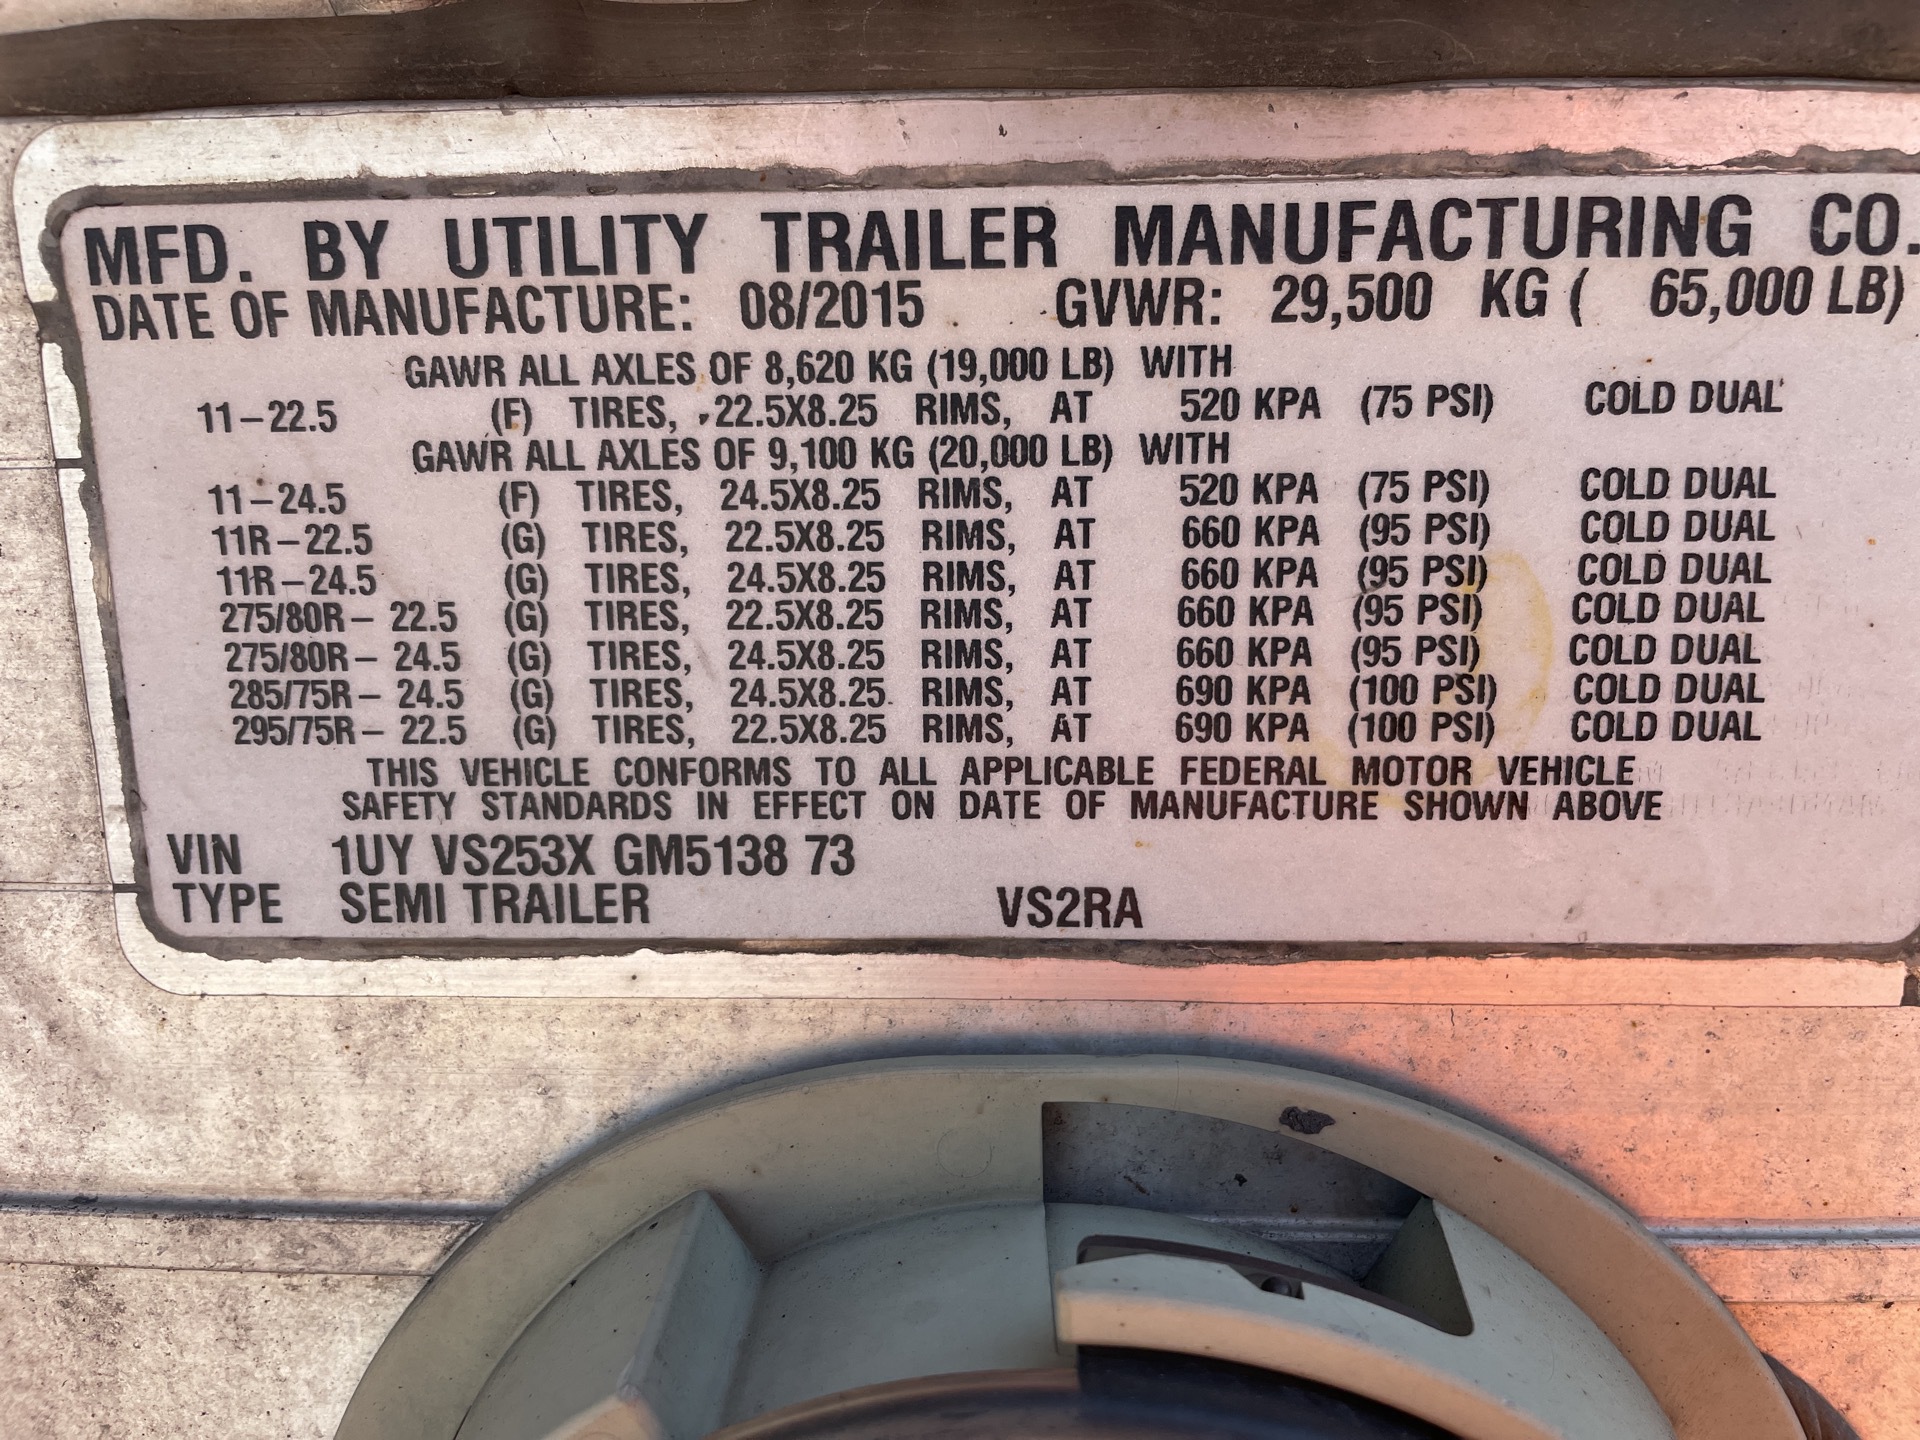 MFD. BY UTILITY TRAILER MANUFACTURING CO.
DATE OF MANUFACTURE: 08/2015 GVWR: 29,500 KG ( 65,000 LB)
GAWR ALL AXLES OF 8,620 KG (19,000 LB) WITH
11-22.5 (F) TIRES, 22.5X8.25 RIMS, AT 520 KPA (75 PSI) COLD DUAL
GAWR ALL AXLES OF 9,100 KG (20,000 LB) WITH
11-24.5 (F) TIRES, 24.5X8.25 RIMS, AT 520 KPA (75 PSI) COLD DUAL
11R-22.5 (G) TIRES, 22.5X8.25 RIMS, AT 660 KPA (95 PSI) COLD DUAL
11R-24.5 (G) TIRES, 24.5X8.25 RIMS, AT 660 KPA (95 PSI) COLD DUAL
275/80R- 22.5 (G) TIRES, 22.5X8.25 RIMS, AT 660 KPA (95 PSI) COLD DUAL
275/80R- 24.5 (G) TIRES, 24.5X8.25 RIMS, AT 660 KPA (95 PSI) COLD DUAL
285/75R- 24.5 (G) TIRES, 24.5X8.25 RIMS, AT 690 KPA (100 PSI) COLD DUAL
295/75R- 22.5 (G) TIRES, 22.5X8.25 RIMS, AT 690 KPA (100 PSI) COLD DUAL
THIS VEHICLE CONFORMS TO ALL APPLICABLE FEDERAL MOTOR VEHICLE
SAFETY STANDARDS IN EFFECT ON DATE OF MANUFACTURE SHOWN ABOVE
VIN 1UY VS253X GM5138 73
TYPE SEMI TRAILER VS2RA